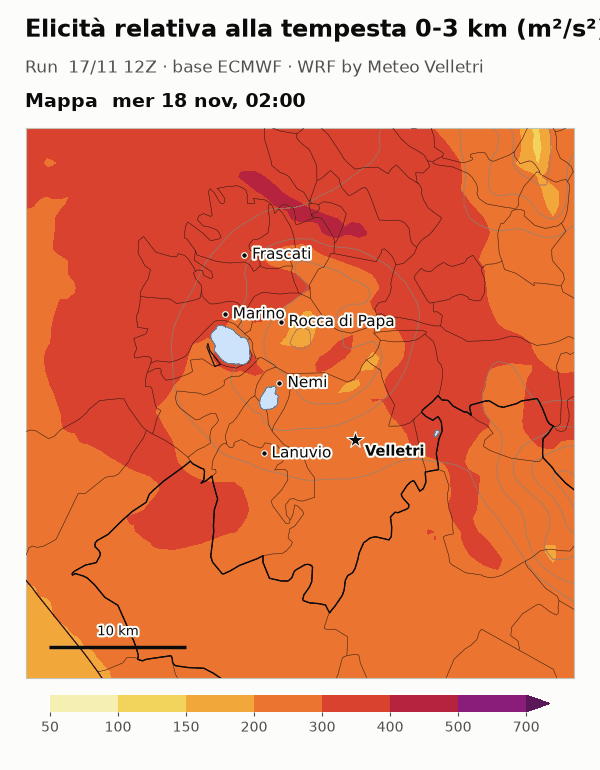 Elicità relativa alla tempesta 0-3 km (m²/s²)
Run  17/11 12Z · base ECMWF · WRF by Meteo Velletri
Mappa  mer 18 nov, 02:00
Frascati
Marino
Rocca di Papa
Nemi
Velletri
Lanuvio
10 km
50 100 150 200 300 400 500 700